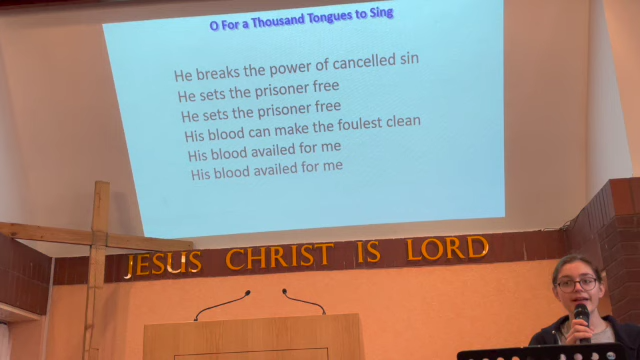 O For a Thousand Tongues to Sing
He breaks the power of cancelled sin
He sets the prisoner free
He sets the prisoner free
His blood can make the foulest clean
His blood availed for me
His blood availed for me
JESUS CHRIST IS LORD